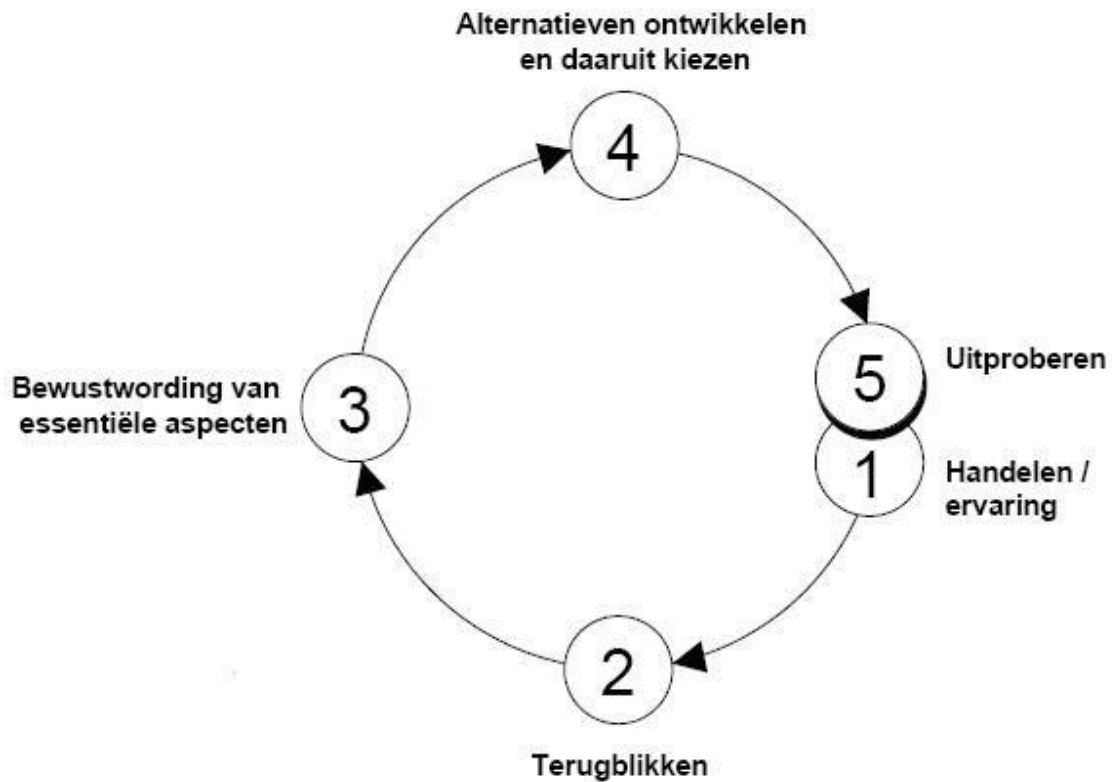 Alternatieven ontwikkelen
en daaruit kiezen
4
5
Uitproberen
Bewustwording van
essentiële aspecten
3
1
Handelen /
ervaring
2
Terugblikken